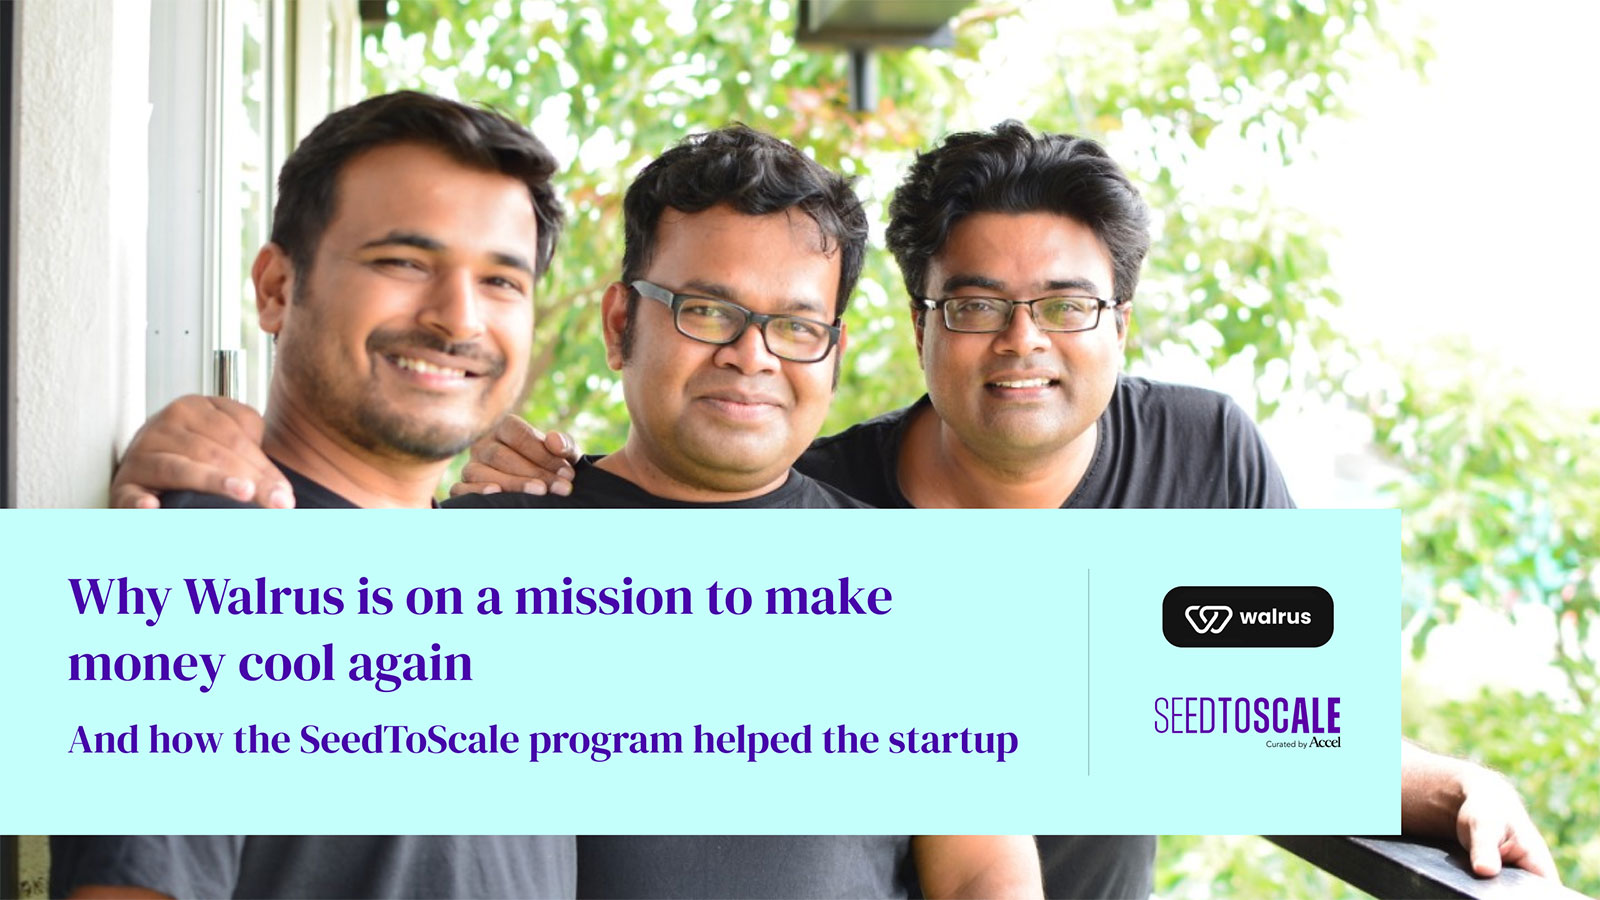 Why Walrus is on a mission to make
money cool again
And how the SeedToScale program helped the startup
walrus
SEEDTOSCALE
Curated by Accel